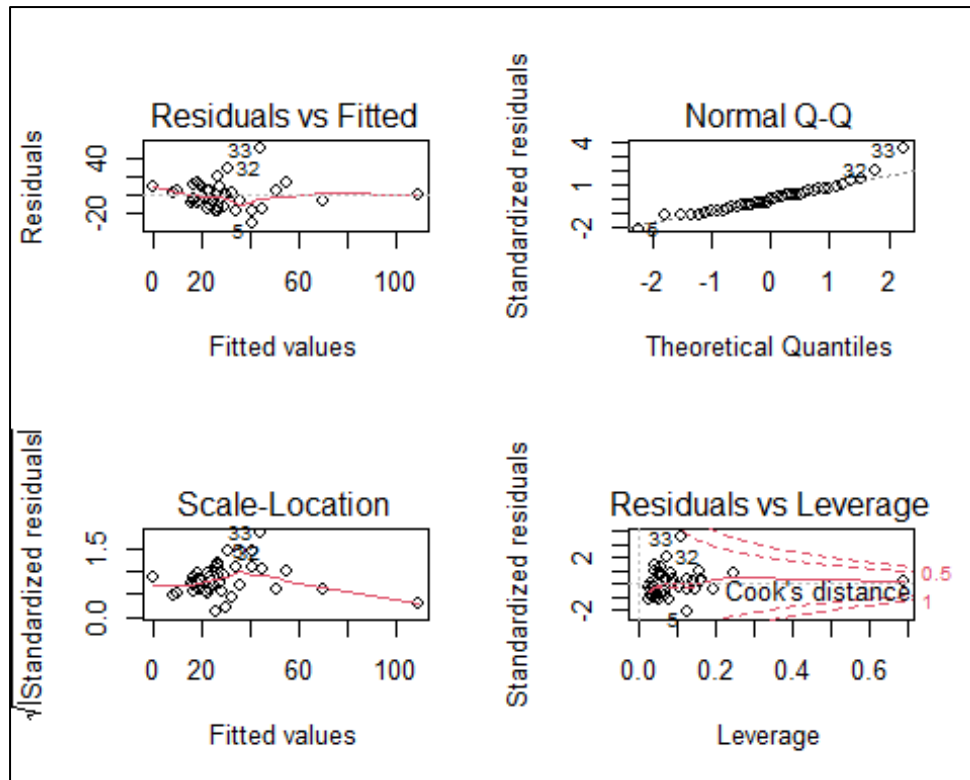 Residuals vs Fitted
Residuals
40
-20
33
32
5
0 20 60 100
Fitted values
Normal Q-Q
Standardized residuals
4
1
-2
33
32
5
-2 -1 0 1 2
Theoretical Quantiles
Scale-Location
√|Standardized residuals|
1.5
0.0
33
32
0 20 60 100
Fitted values
Residuals vs Leverage
Standardized residuals
2
-2
33
32
5
Cook's distance
0.5
1
0.0 0.2 0.4 0.6
Leverage